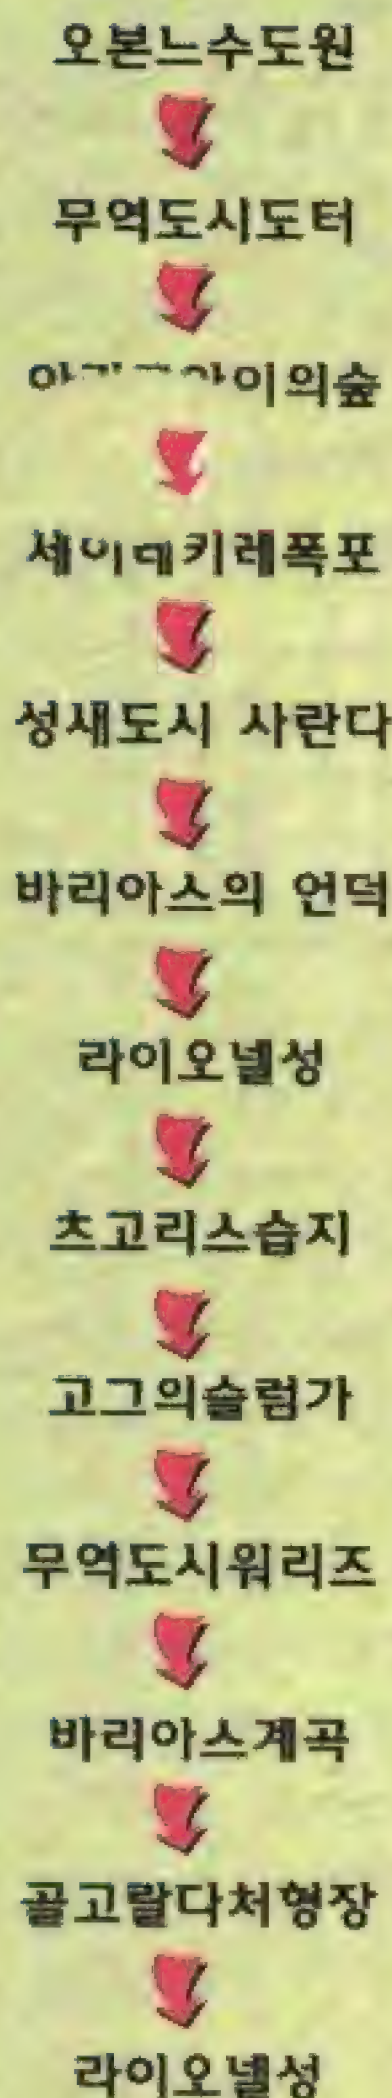 오본느수도원
무역도시도터
세이데키레폭포
성새도시 사란다
바리아스의 언덕
라이오넬성
츠고리스습지
고그의슬럼가
무역도시워리즈
바리아스계곡
골고랄다처형장
라이오넬성